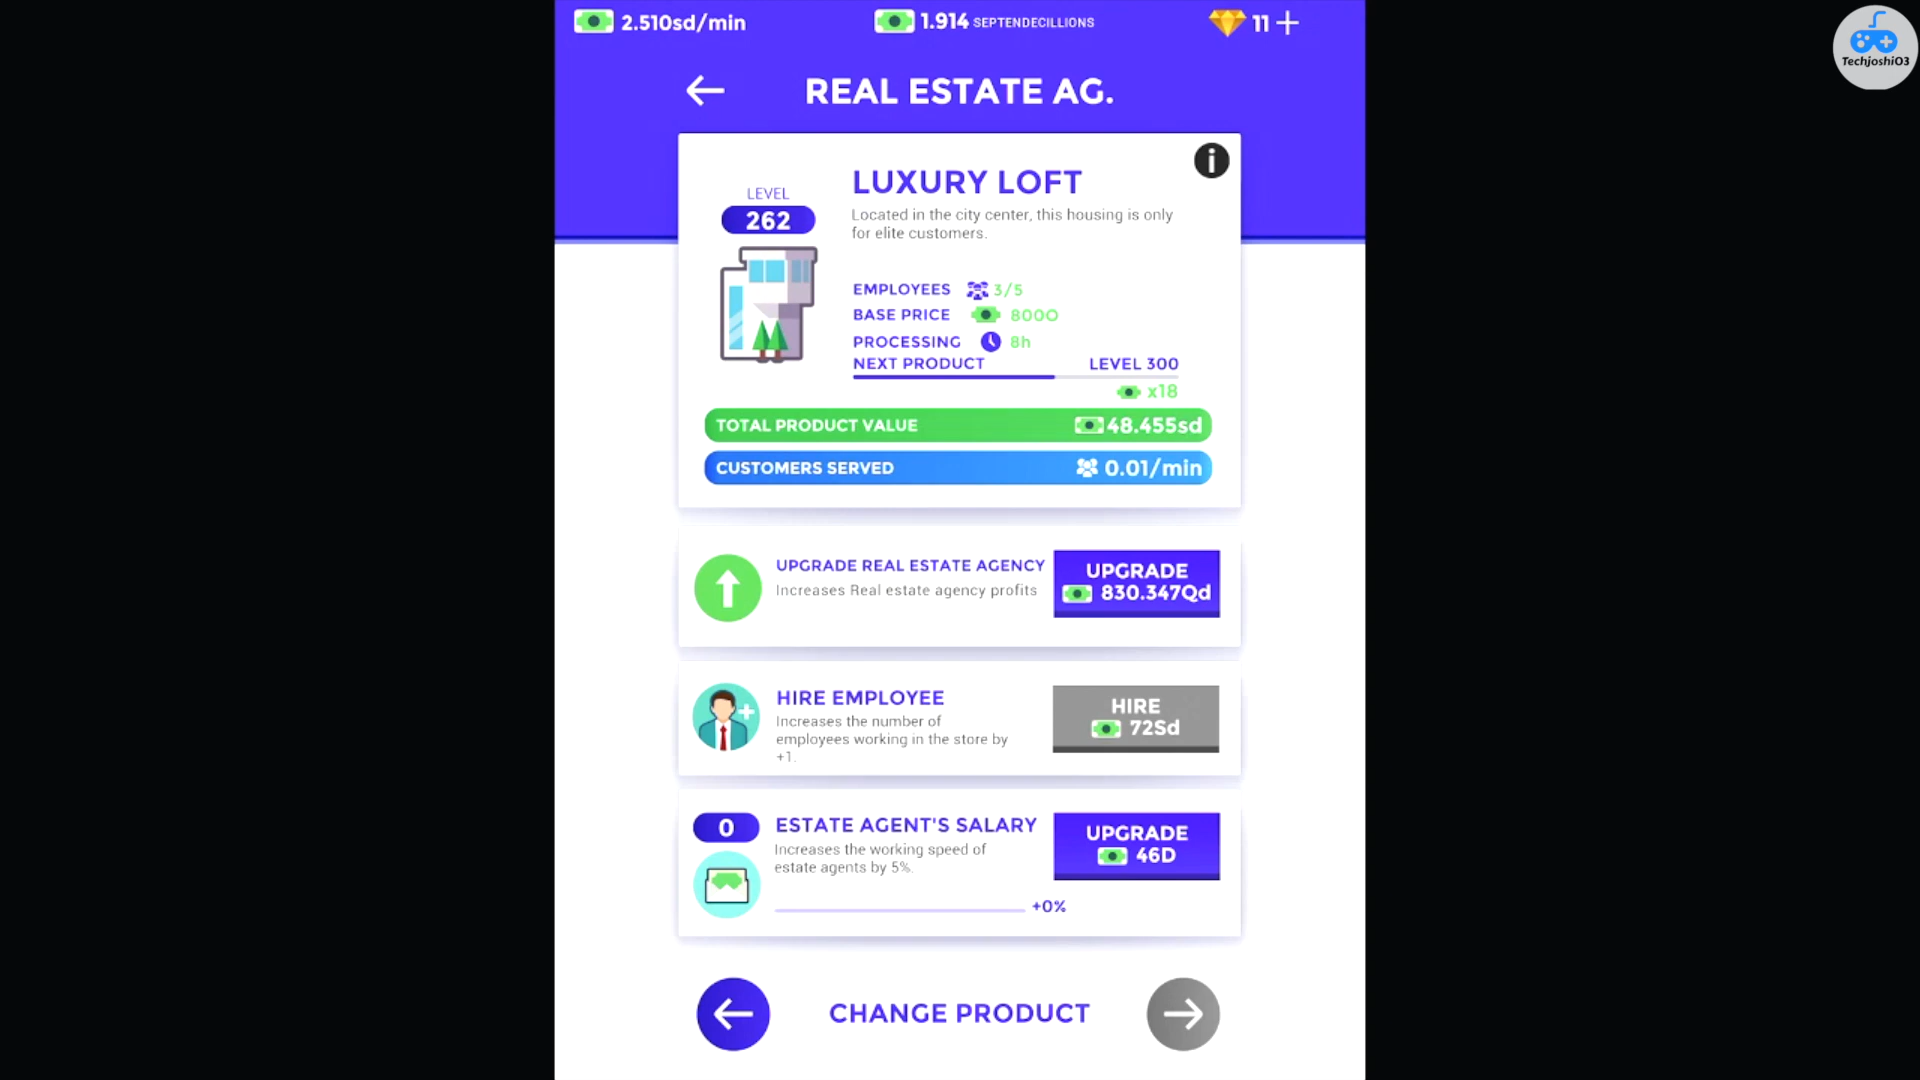 2.510sd/min
1.914 SEPTENDECILLIONS
11
TechjoshiO3
REAL ESTATE AG.
LEVEL
262
LUXURY LOFT
Located in the city center, this housing is only
for elite customers.
EMPLOYEES 3/5
BASE PRICE 800O
PROCESSING 8h
NEXT PRODUCT LEVEL 300
x18
TOTAL PRODUCT VALUE 48.455sd
CUSTOMERS SERVED 0.01/min
UPGRADE REAL ESTATE AGENCY
Increases Real estate agency profits
UPGRADE
830.347Qd
HIRE EMPLOYEE
Increases the number of
employees working in the store by
+1.
HIRE
72Sd
0
ESTATE AGENT'S SALARY
Increases the working speed of
estate agents by 5%.
+0%
UPGRADE
46D
CHANGE PRODUCT